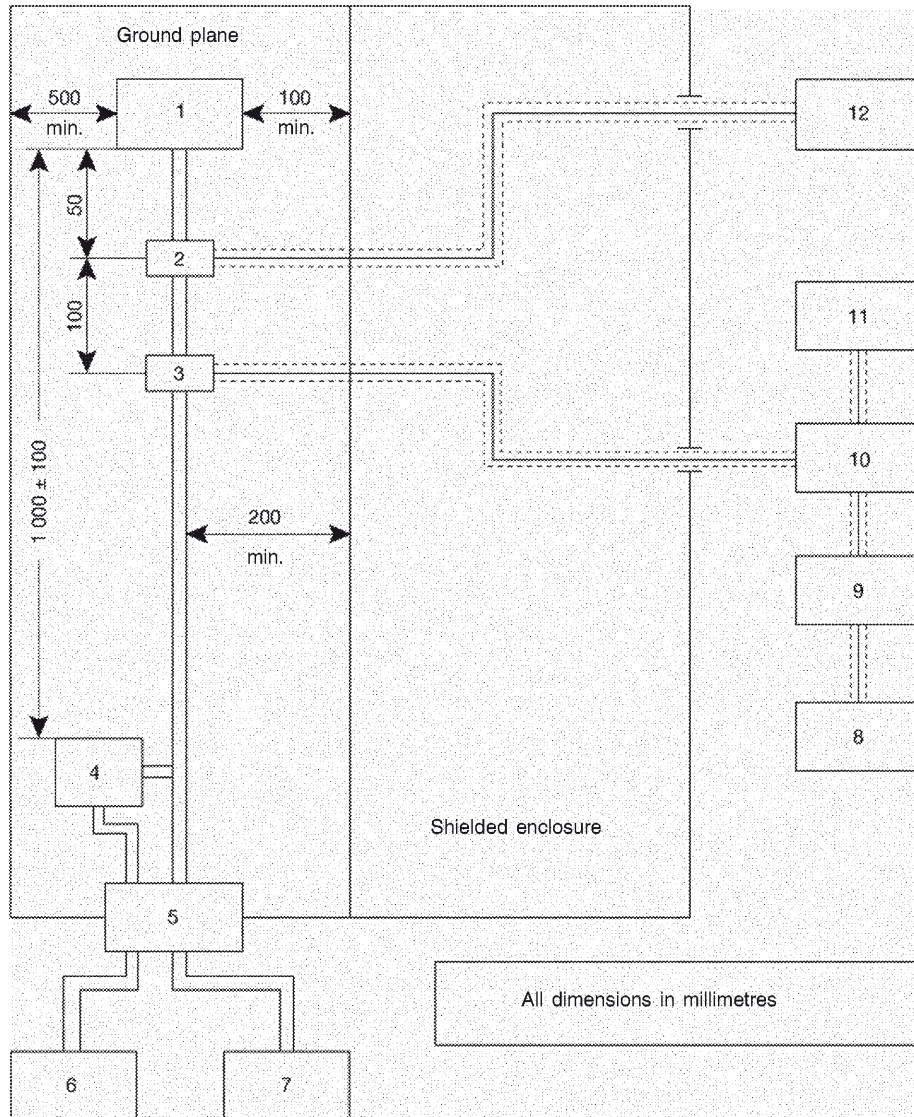 Ground plane
500
min.
1
100
min.
12
50
2
100
3
11
10
1 000 ± 100
200
min.
9
4
8
Shielded enclosure
5
All dimensions in millimetres
6
7